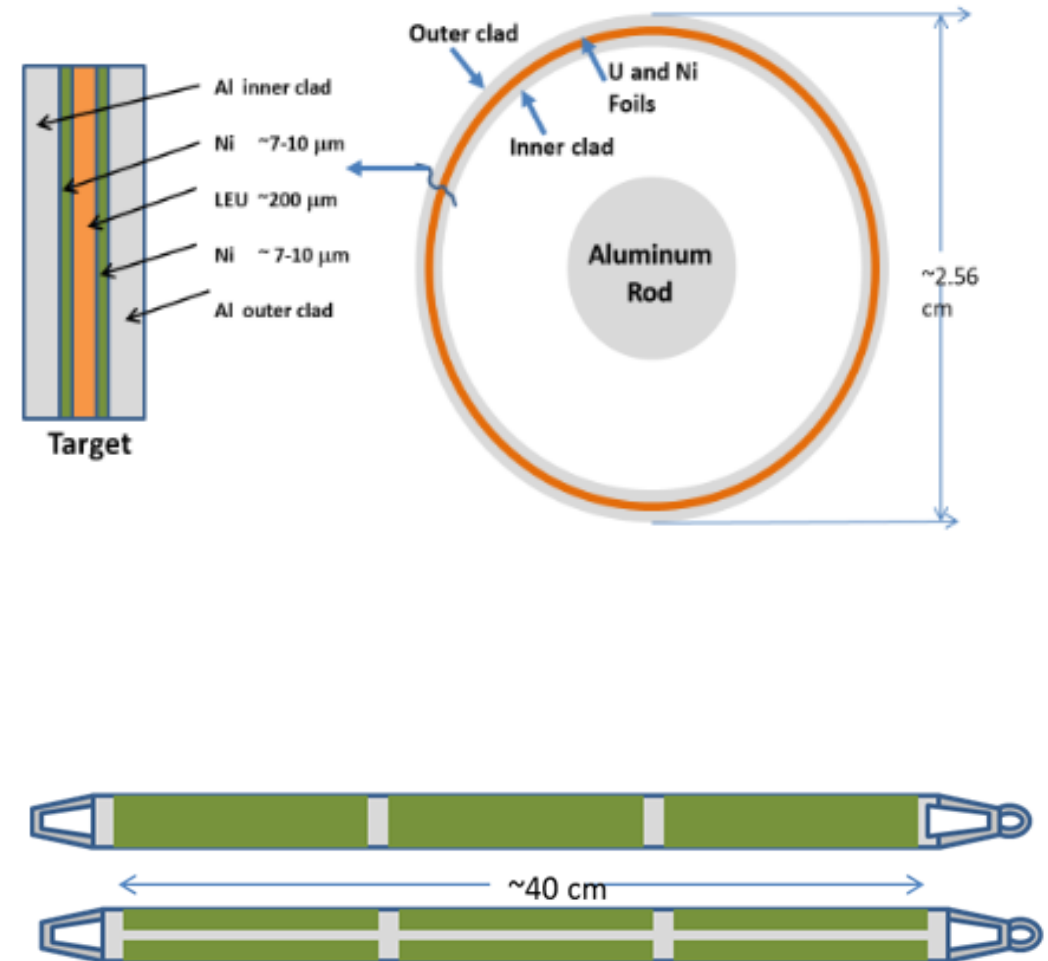 Outer clad
U and Ni
Foils
Inner clad
Al inner clad
Ni ~7-10 μm
LEU ~200 μm
Ni ~ 7-10 μm
Al outer clad
Target
Aluminum
Rod
~2.56
cm
~40 cm